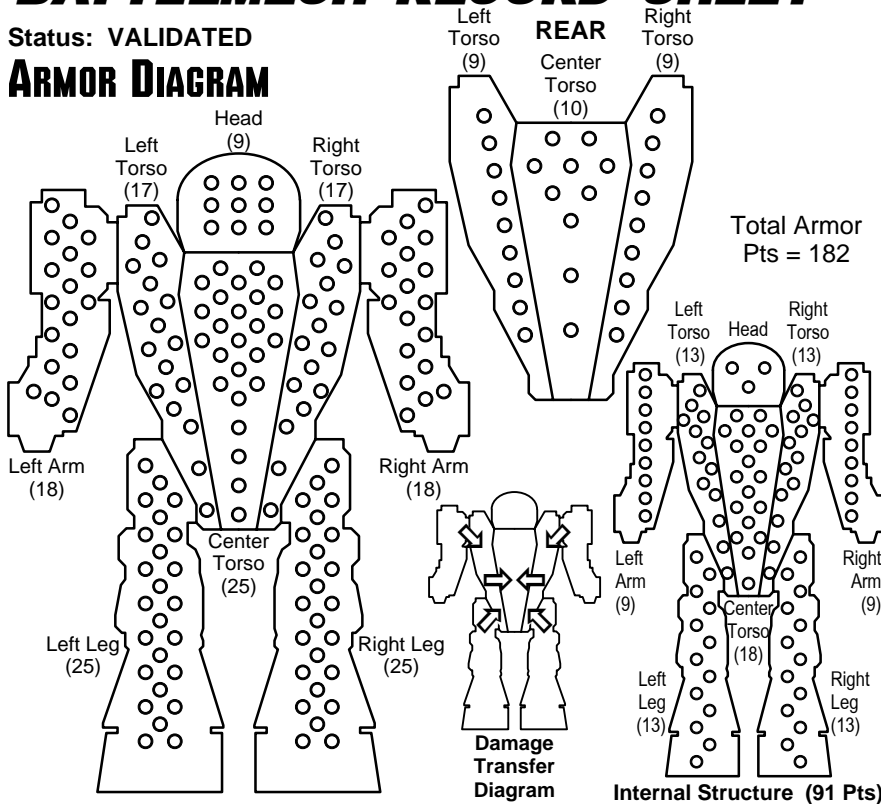 BATTLEMECH RECORD SHEET
Status: VALIDATED
ARMOR DIAGRAM
Head
(9)
Left
Torso
(17)
Right
Torso
(17)
Left Arm
(18)
Right Arm
(18)
Center
Torso
(25)
Left Leg
(25)
Right Leg
(25)
REAR
Left
Torso
(9)
Center
Torso
(10)
Right
Torso
(9)
Total Armor
Pts = 182
Damage
Transfer
Diagram
Left
Torso
(13)
Head
Right
Torso
(13)
Left
Arm
(9)
Right
Arm
(9)
Center
Torso
(18)
Left
Leg
(13)
Right
Leg
(13)
Internal Structure (91 Pts)